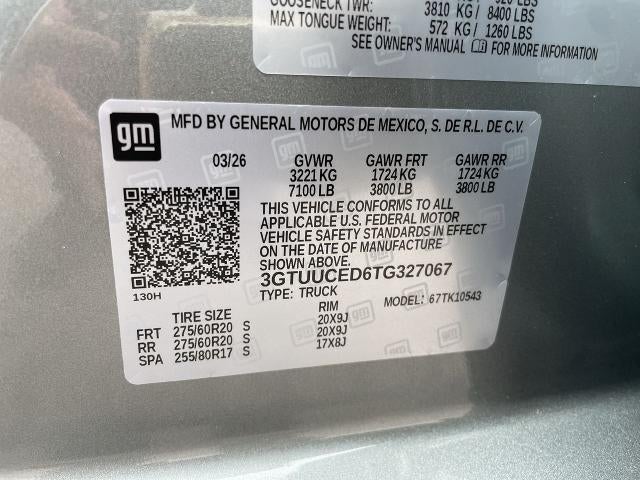 GOOSENECK TWR: 3810 KG / 8400 LBS
MAX TONGUE WEIGHT: 572 KG / 1260 LBS
SEE OWNER'S MANUAL FOR MORE INFORMATION
gm
MFD BY GENERAL MOTORS DE MEXICO, S. DE R.L. DE C.V.
03/26 GVWR GAWR FRT GAWR RR
3221 KG 1724 KG 1724 KG
7100 LB 3800 LB 3800 LB
THIS VEHICLE CONFORMS TO ALL
APPLICABLE U.S. FEDERAL MOTOR
VEHICLE SAFETY STANDARDS IN EFFECT
ON THE DATE OF MANUFACTURE
SHOWN ABOVE.
3GTUUCED6TG327067
130H
TYPE: TRUCK MODEL: 67TK10543
TIRE SIZE RIM
FRT 275/60R20 S 20X9J
RR 275/60R20 S 20X9J
SPA 255/80R17 S 17X8J